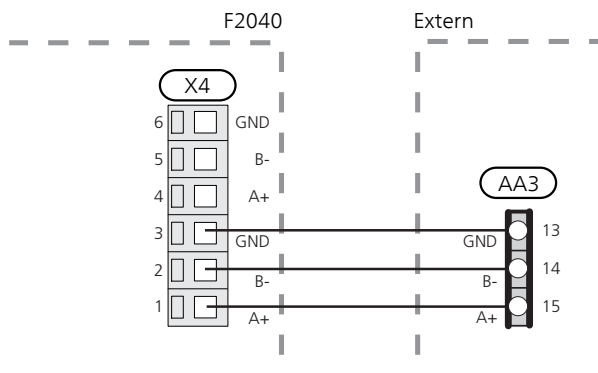 F2040 Extern
X4
6 GND
5 B-
4 A+
AA3
3 GND GND 13
2 B- B- 14
1 A+ A+ 15